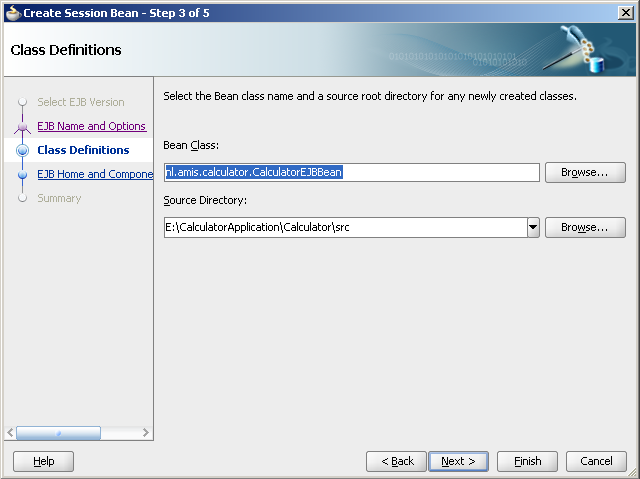 Create Session Bean - Step 3 of 5
Class Definitions
Select EJB Version
EJB Name and Options
Class Definitions
EJB Home and Compone
Summary
Select the Bean class name and a source root directory for any newly created classes.
Bean Class:
nl.amis.calculator.CalculatorEJBBean
Browse...
Source Directory:
E:\CalculatorApplication\Calculator\src
Browse...
Help
< Back
Next >
Finish
Cancel